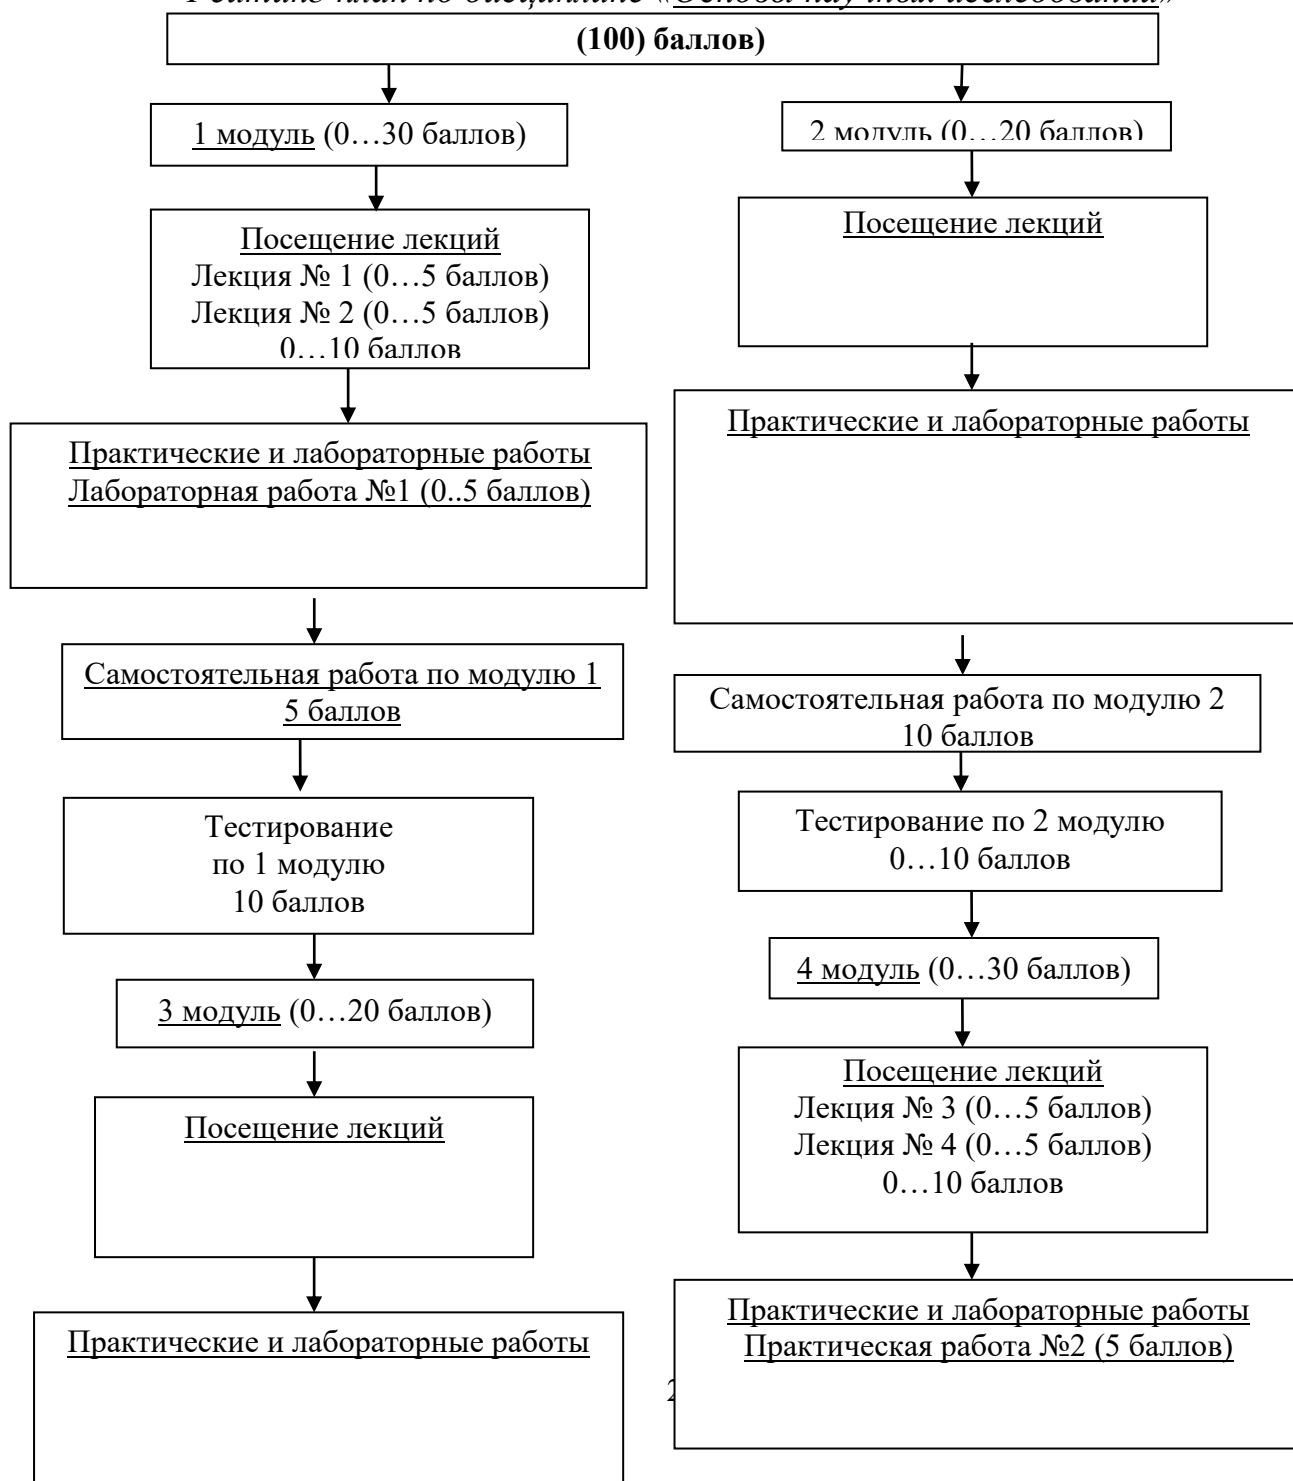 (100) баллов)
1 модуль (0…30 баллов)
Посещение лекций
Лекция № 1 (0…5 баллов)
Лекция № 2 (0…5 баллов)
0…10 баллов
Практические и лабораторные работы
Лабораторная работа №1 (0..5 баллов)
Самостоятельная работа по модулю 1
5 баллов
Тестирование
по 1 модулю
10 баллов
3 модуль (0…20 баллов)
Посещение лекций
Практические и лабораторные работы
2 модуль (0…20 баллов)
Посещение лекций
Практические и лабораторные работы
Самостоятельная работа по модулю 2
10 баллов
Тестирование по 2 модулю
0…10 баллов
4 модуль (0…30 баллов)
Посещение лекций
Лекция № 3 (0…5 баллов)
Лекция № 4 (0…5 баллов)
0…10 баллов
Практические и лабораторные работы
Практическая работа №2 (5 баллов)